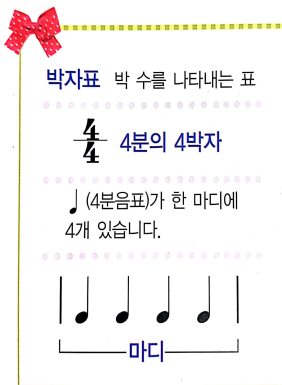 박자표 박 수를 나타내는 표
4/4 4분의 4박자
(4분음표)가 한 마디에
4개 있습니다.
마디